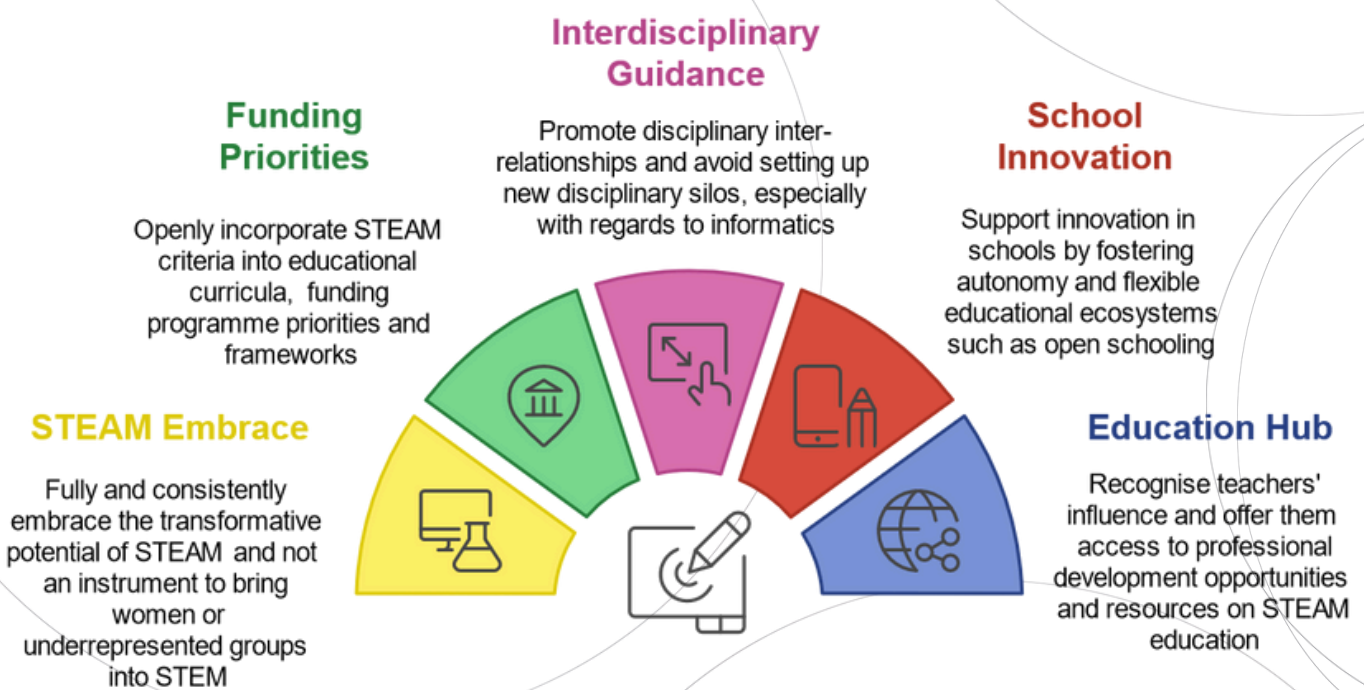 Interdisciplinary
Guidance
Promote disciplinary inter-
relationships and avoid setting up
new disciplinary silos, especially
with regards to informatics
Funding
Priorities
Openly incorporate STEAM
criteria into educational
curricula, funding
programme priorities and
frameworks
School
Innovation
Support innovation in
schools by fostering
autonomy and flexible
educational ecosystems
such as open schooling
STEAM Embrace
Fully and consistently
embrace the transformative
potential of STEAM and not
an instrument to bring
women or
underrepresented groups
into STEM
Education Hub
Recognise teachers'
influence and offer them
access to professional
development opportunities
and resources on STEAM
education